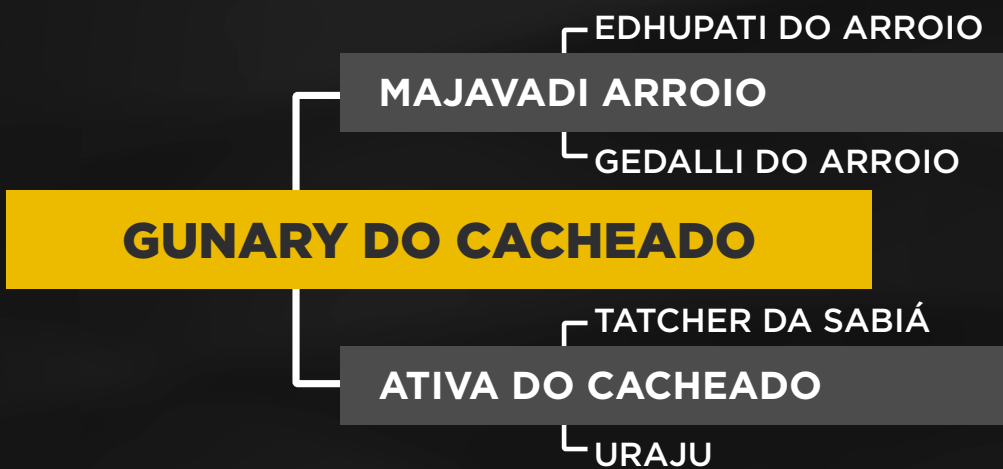 EDHUPATI DO ARROIO
MAJAVADI ARROIO
GEDALLI DO ARROIO
GUNARY DO CACHEADO
TATCHER DA SABIÁ
ATIVA DO CACHEADO
URAJU